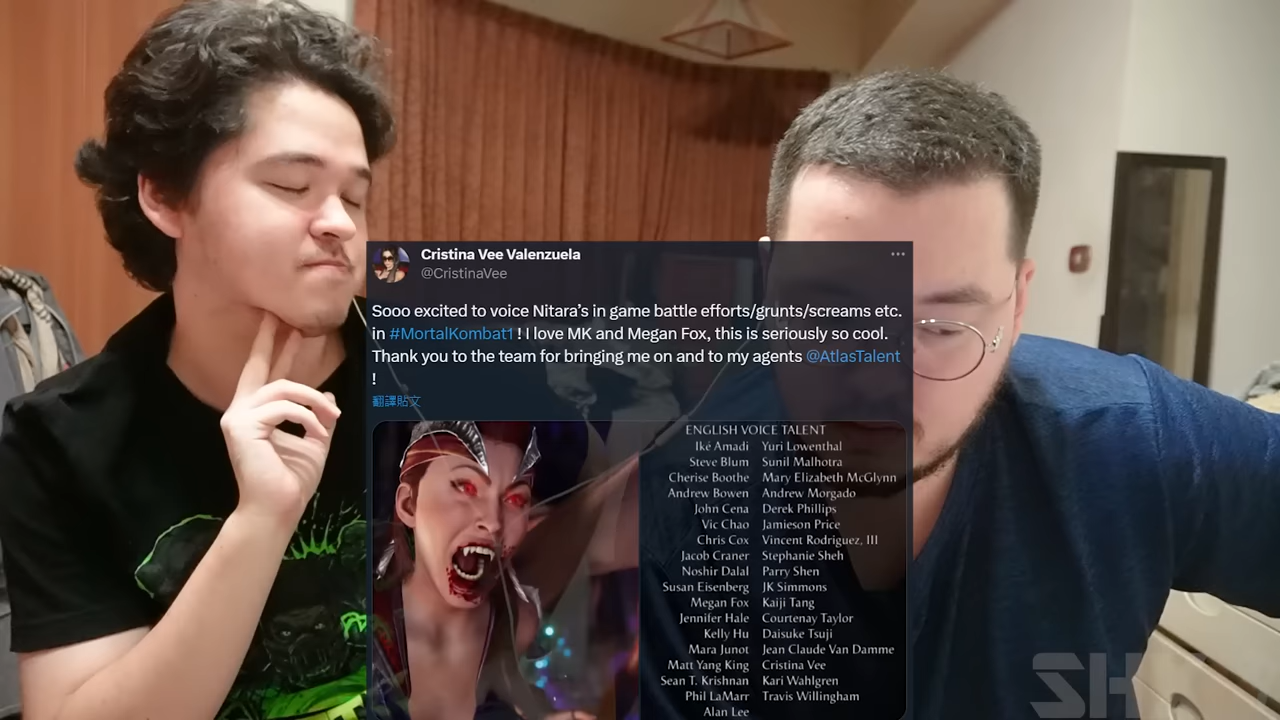 Cristina Vee Valenzuela
@CristinaVee
Sooo excited to voice Nitara's in game battle efforts/grunts/screams etc.
in #MortalKombat1 ! I love MK and Megan Fox, this is seriously so cool.
Thank you to the team for bringing me on and to my agents @AtlasTalent
!
翻譯貼文
ENGLISH VOICE TALENT
Iké Amadi Yuri Lowenthal
Steve Blum Sunil Malhotra
Cherise Boothe Mary Elizabeth McGlynn
Andrew Bowen Andrew Morgado
John Cena Derek Phillips
Vic Chao Jamieson Price
Chris Cox Vincent Rodriguez, III
Jacob Craner Stephanie Sheh
Noshir Dalal Parry Shen
Susan Eisenberg JK Simmons
Megan Fox Kaiji Tang
Jennifer Hale Courtenay Taylor
Kelly Hu Daisuke Tsuji
Mara Junot Jean Claude Van Damme
Matt Yang King Cristina Vee
Sean T. Krishnan Kari Wahlgren
Phil LaMarr Travis Willingham
Alan Lee